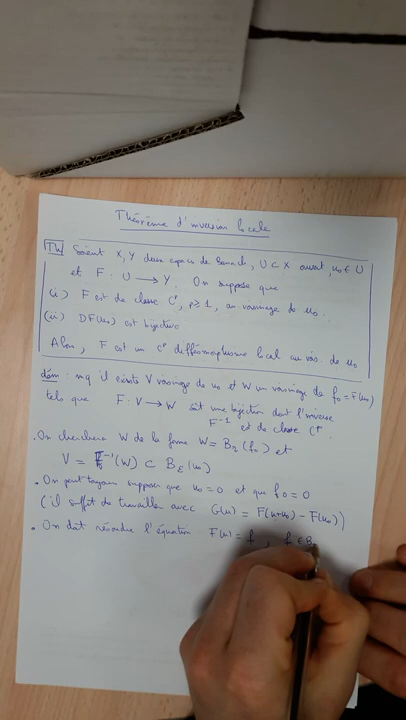 Théorème d'inversion locale
Th Soient X, Y deux espaces de Banach, U ⊂ X ouvert, u₀ ∈ U
et F : U → Y. On suppose que
(i) F est de classe Cᵖ, p ≥ 1, au voisinage de u₀.
(ii) DF(u₀) est bijective
Alors, F est un Cᵖ difféomorphisme local au vois. de u₀
dém : mq il existe V voisinage de u₀ et W un voisinage de f₀ = F(u₀)
tels que F : V → W est une bijection dont l'inverse
F⁻¹ est de classe Cᵖ.
. On cherchera W de la forme W = Bᵣ(f₀) et
V = F⁻¹(W) ⊂ B_ε(u₀)
. On peut toujours supposer que u₀ = 0 et que f₀ = 0
(il suffit de travailler avec G(u) = F(u+u₀) - F(u₀))
. On doit résoudre l'équation F(u) = f, f ∈ B